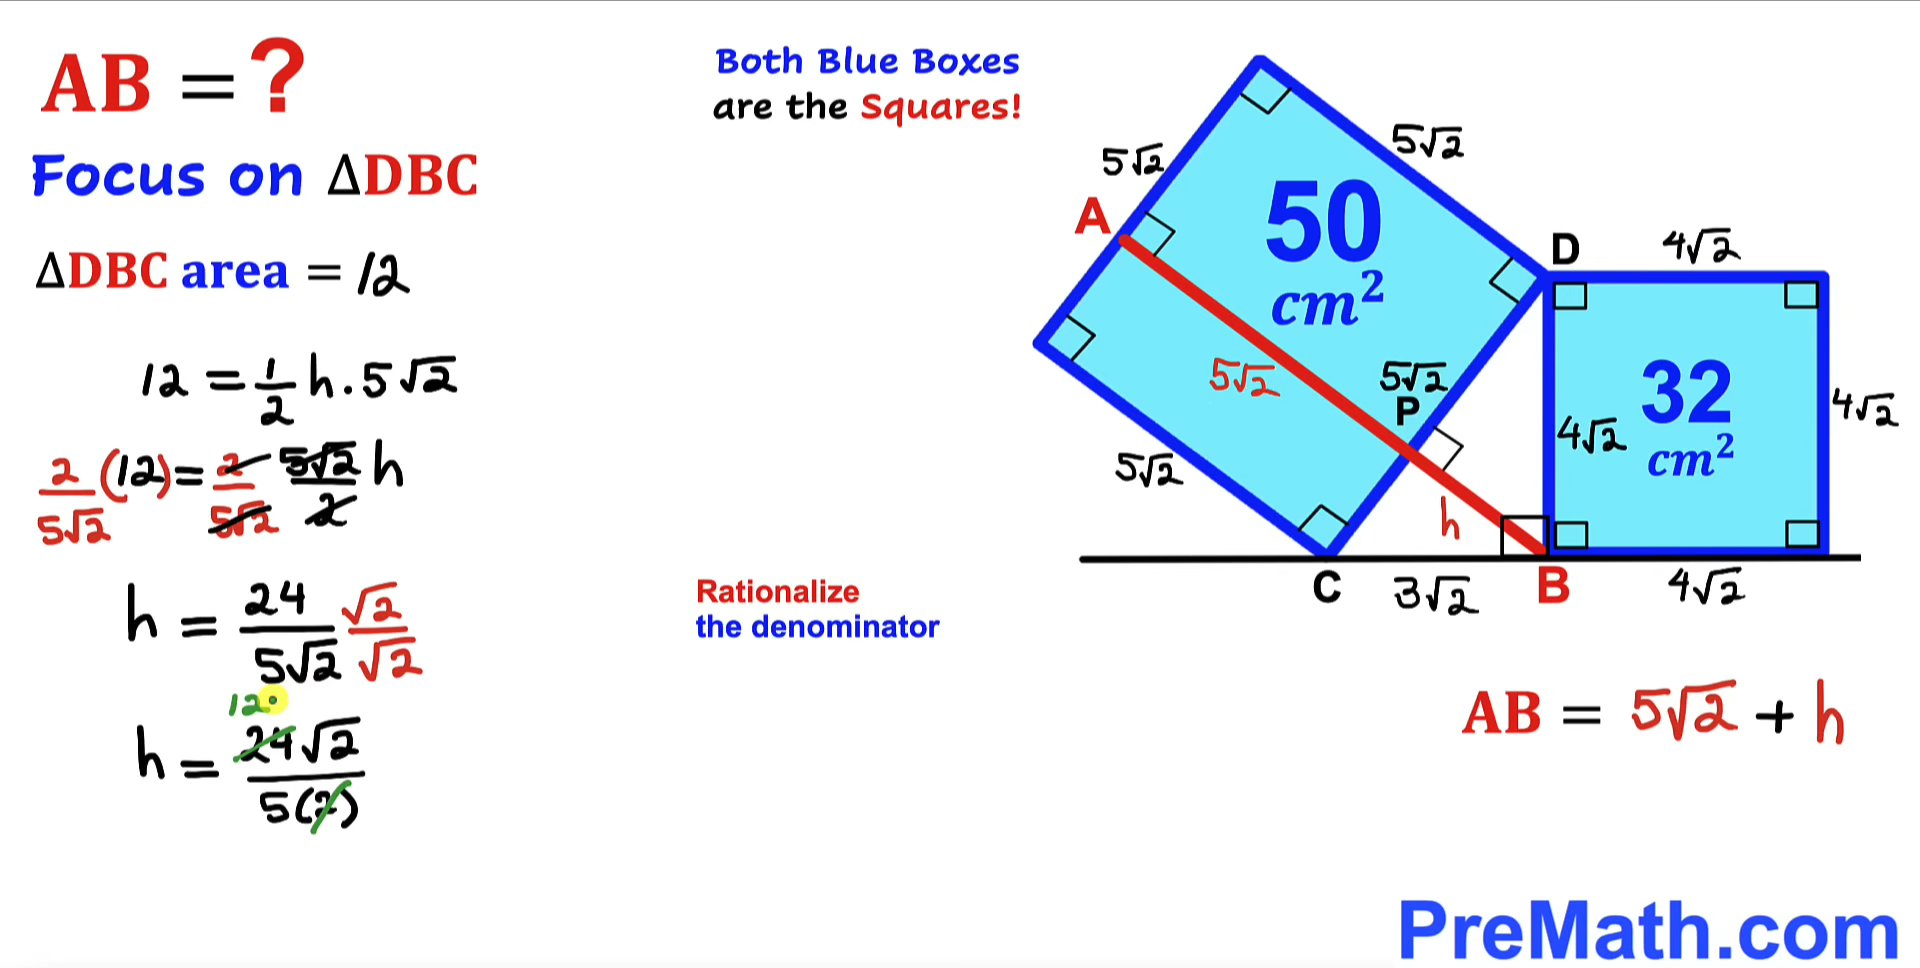 AB = ?
Focus on ΔDBC
ΔDBC area = 12
12 = 1/2 h . 5√2
2/5√2 (12) = 2/5√2 5√2/2 h
h = 24/5√2 √2/√2
12
h = 24√2/5(2)
Both Blue Boxes
are the Squares!
Rationalize
the denominator
5√2
5√2
A
50
cm²
D
4√2
5√2
5√2
P
4√2
32
cm²
4√2
5√2
h
C
3√2
B
4√2
AB = 5√2 + h
PreMath.com